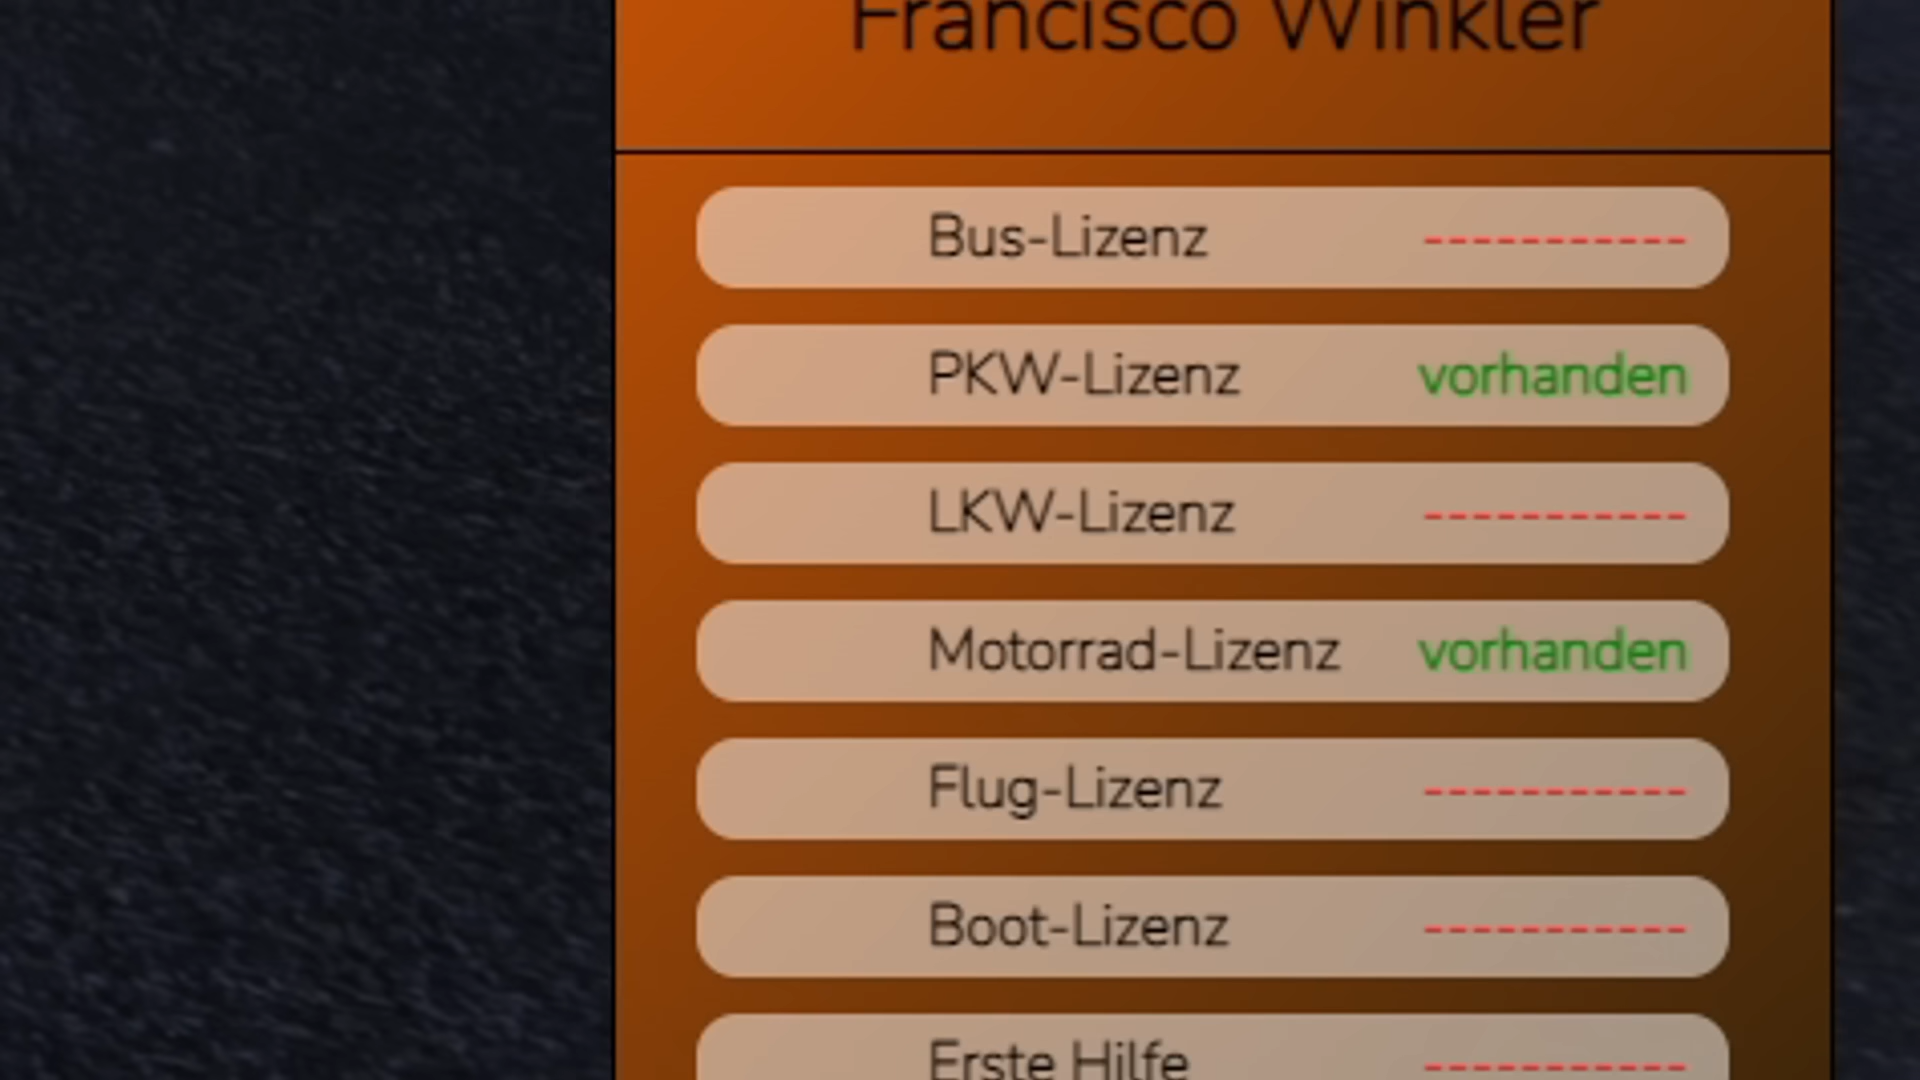 Francisco Winkler
Bus-Lizenz -----------
PKW-Lizenz vorhanden
LKW-Lizenz -----------
Motorrad-Lizenz vorhanden
Flug-Lizenz -----------
Boot-Lizenz -----------
Erste Hilfe -----------